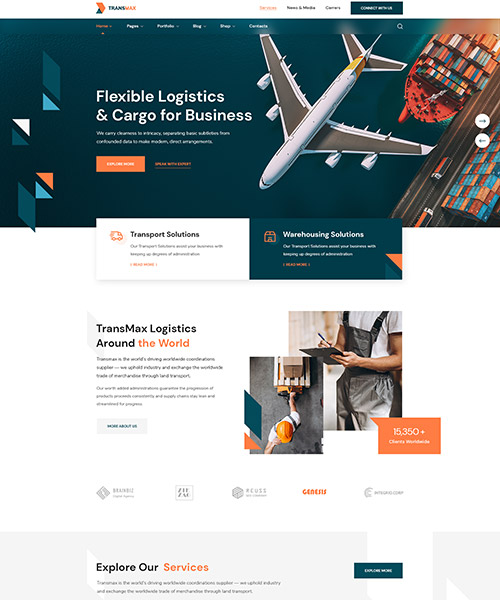 TRANSMAX
Services News & Media Carrers CONNECT WITH US
Home Pages Portfolio Blog Shop Contacts
Flexible Logistics
& Cargo for Business
We carry clearness to intricacy, separating basic subtleties from
confounded data to make modern, direct arrangements.
EXPLORE MORE SPEAK WITH EXPERT
Transport Solutions
Our Transport Solutions assist your business with
keeping up degrees of administration
[ READ MORE ]
Warehousing Solutions
Our Transport Solutions assist your business with
keeping up degrees of administration
[ READ MORE ]
TransMax Logistics
Around the World
Transmax is the world's driving worldwide coordinations
supplier — we uphold industry and exchange the worldwide
trade of merchandise through land transport.
Our worth added administrations guarantee the progression of
products proceeds consistently and supply chains stay lean and
streamlined for progress.
MORE ABOUT US
15,350 +
Clients Worldwide
BRAINBIZ
Digital Agency
REUSS
GENESIS
INTEGRIS CORP
Explore Our Services
Transmax is the world's driving worldwide coordinations supplier — we uphold
industry and exchange the worldwide trade of merchandise through land transport.
EXPLORE MORE